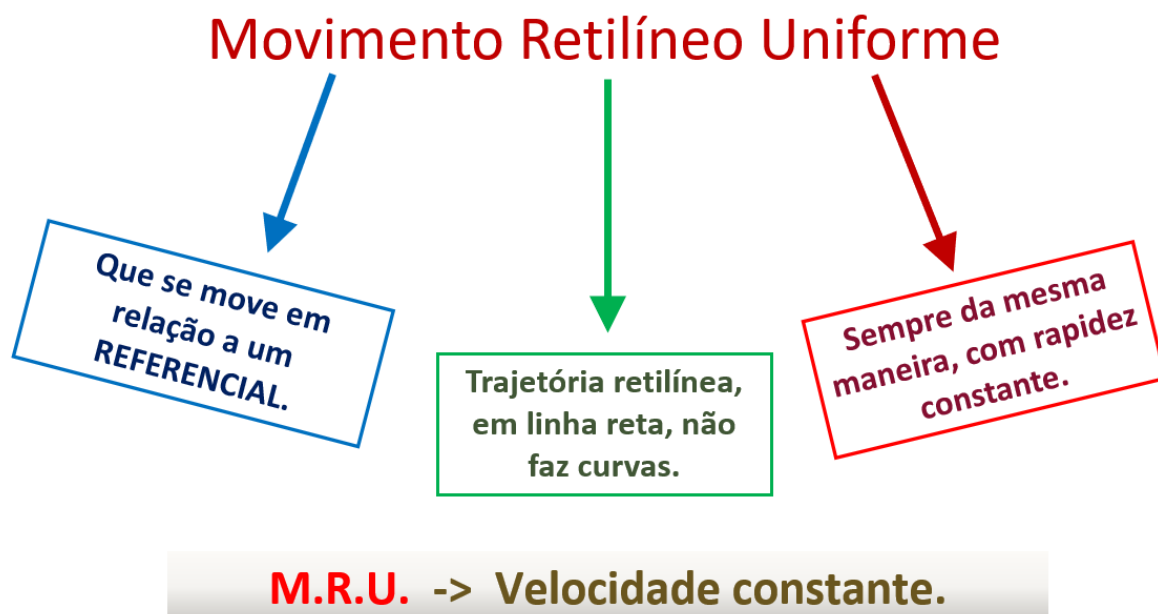 Movimento Retilíneo Uniforme
Que se move em
relação a um
REFERENCIAL.
Trajetória retilínea,
em linha reta, não
faz curvas.
Sempre da mesma
maneira, com rapidez
constante.
M.R.U. -> Velocidade constante.